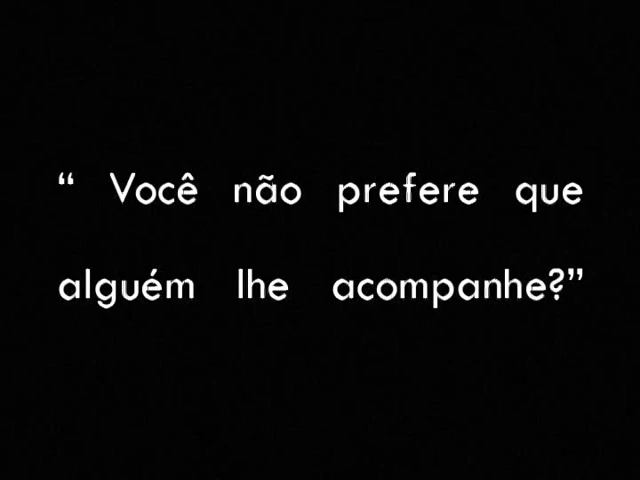 “ Você não prefere que
alguém lhe acompanhe?”